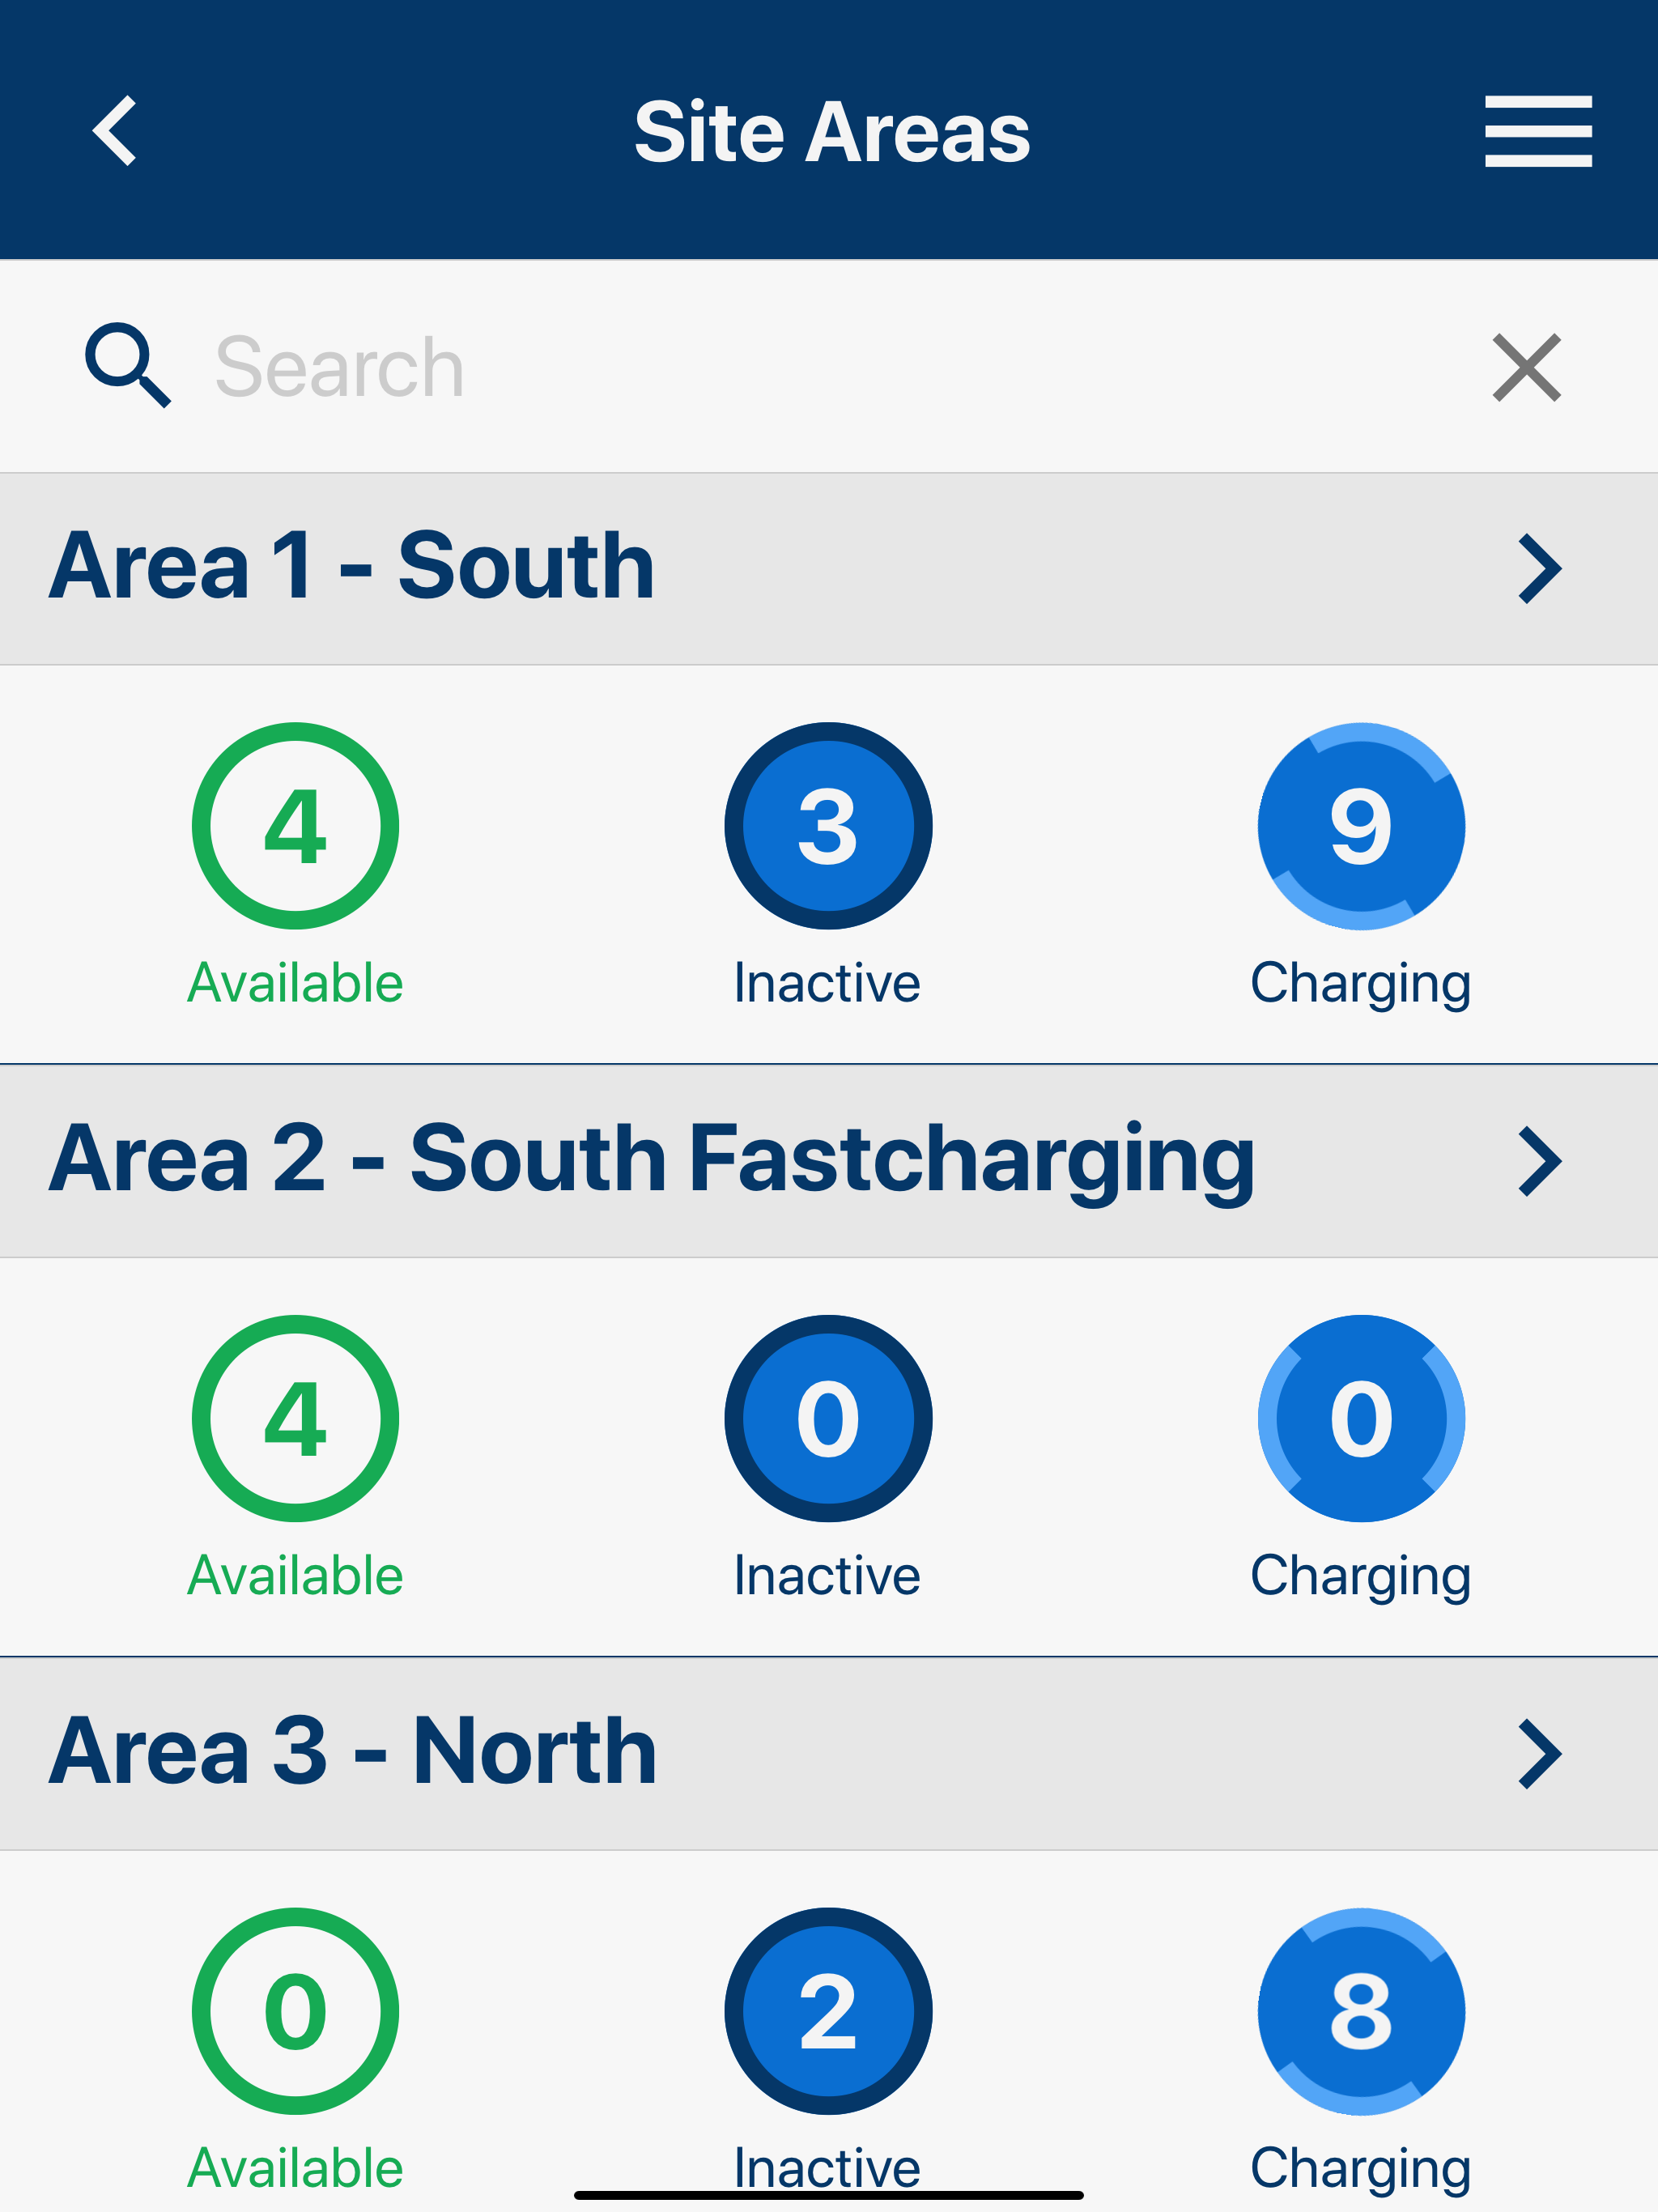 Site Areas
Search
Area 1 - South
4 3 9
Available Inactive Charging
Area 2 - South Fastcharging
4 0 0
Available Inactive Charging
Area 3 - North
0 2 8
Available Inactive Charging